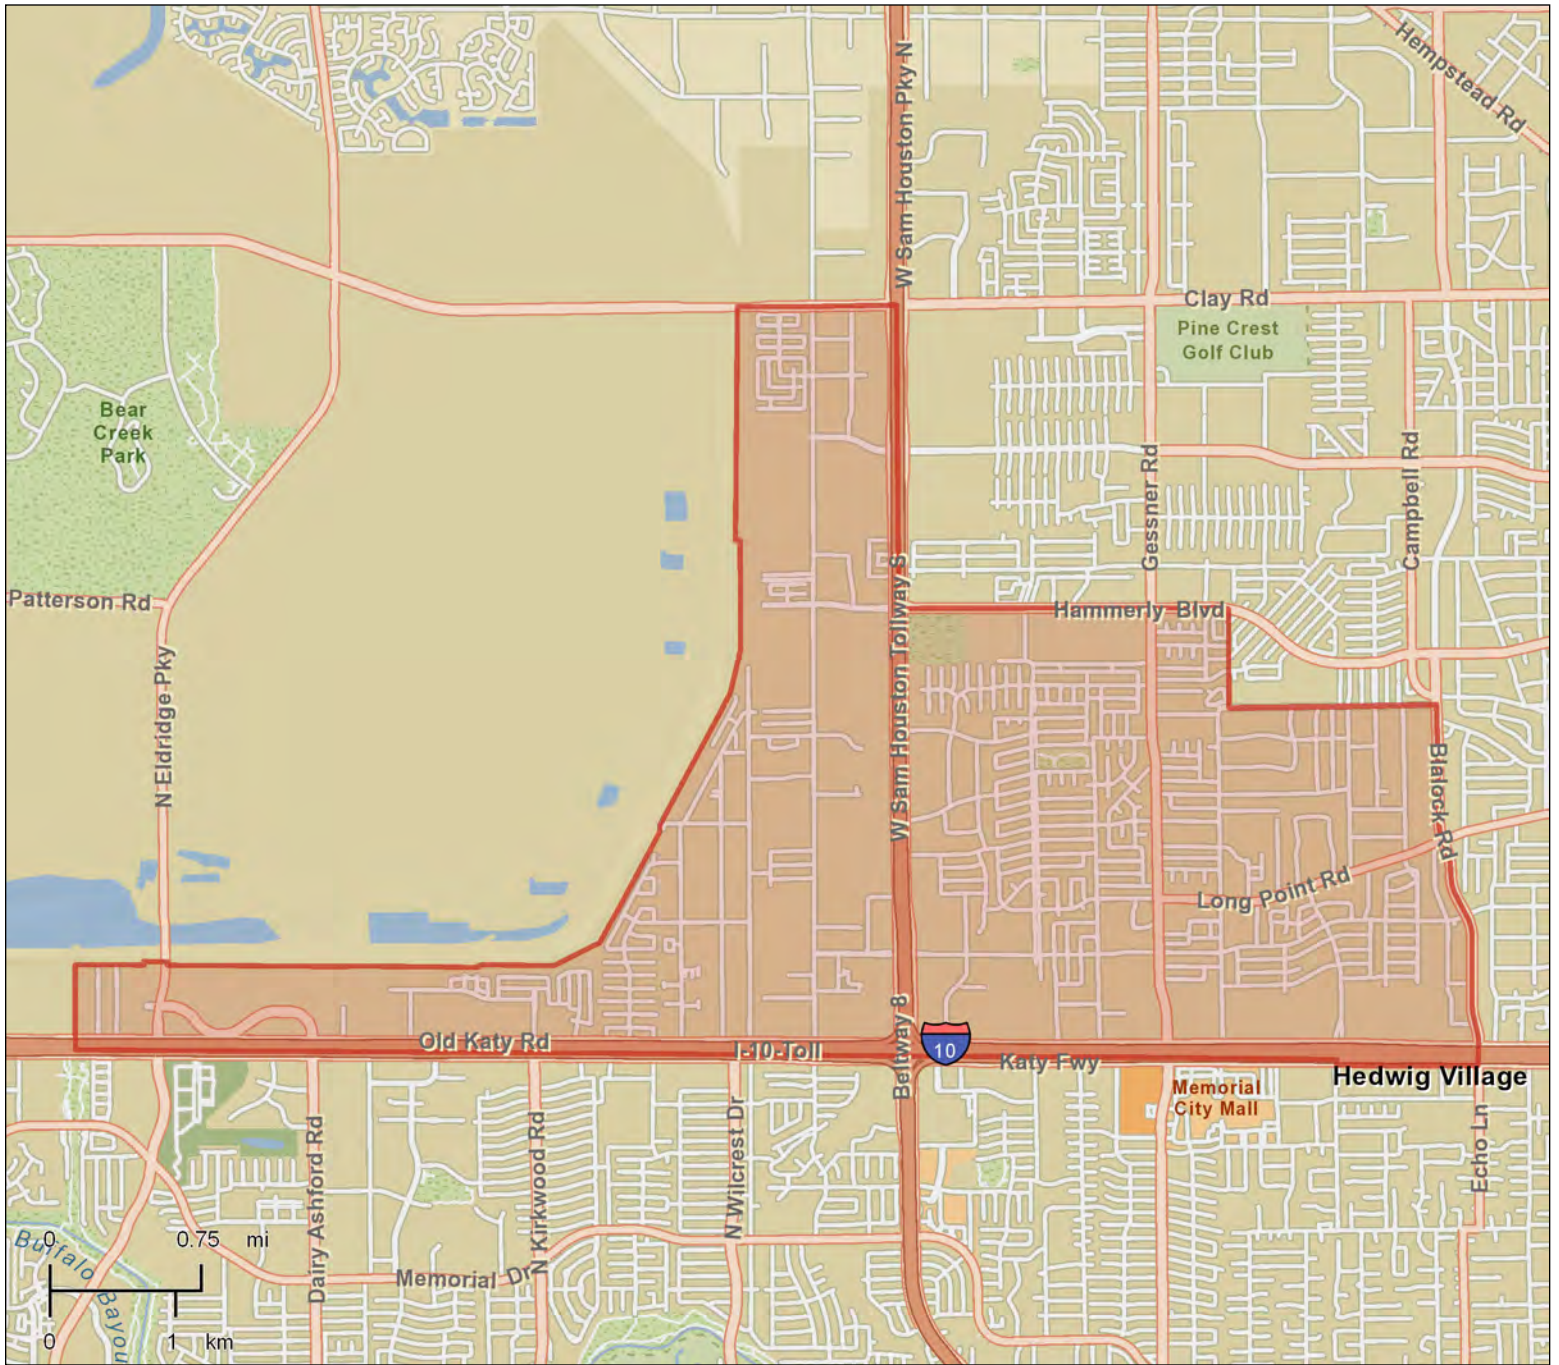 Hempstead Rd
W Sam Houston Pky N
Clay Rd
Pine Crest
Golf Club
Bear
Creek
Park
Gessner Rd
Campbell Rd
Patterson Rd
Hammerly Blvd
W Sam Houston Tollway S
N Eldridge Pky
Blalock Rd
Long Point Rd
Beltway 8
Old Katy Rd
I-10-Toll
10
Katy Fwy
Hedwig Village
Memorial
City Mall
Dairy Ashford Rd
N Kirkwood Rd
N Wilcrest Dr
Echo Ln
Memorial Dr
Buffalo Bayou
0 0.75 mi
0 1 km